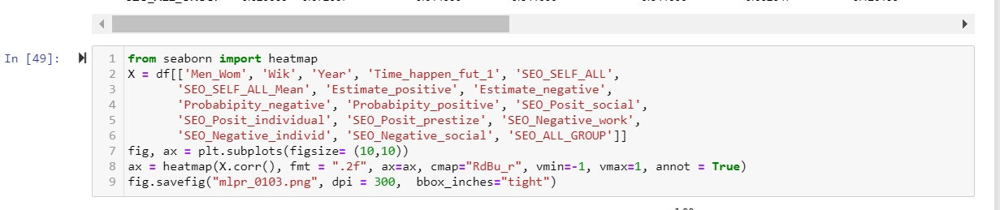 In [49]:
1 from seaborn import heatmap
2 X = df[['Men_Wom', 'Wik', 'Year', 'Time_happen_fut_1', 'SEO_SELF_ALL',
3 'SEO_SELF_ALL_Mean', 'Estimate_positive', 'Estimate_negative',
4 'Probabipity_negative', 'Probabipity_positive', 'SEO_Posit_social',
5 'SEO_Posit_individual', 'SEO_Posit_prestize', 'SEO_Negative_work',
6 'SEO_Negative_individ', 'SEO_Negative_social', 'SEO_ALL_GROUP']]
7 fig, ax = plt.subplots(figsize= (10,10))
8 ax = heatmap(X.corr(), fmt = ".2f", ax=ax, cmap="RdBu_r", vmin=-1, vmax=1, annot = True)
9 fig.savefig("mlpr_0103.png", dpi = 300,  bbox_inches="tight")